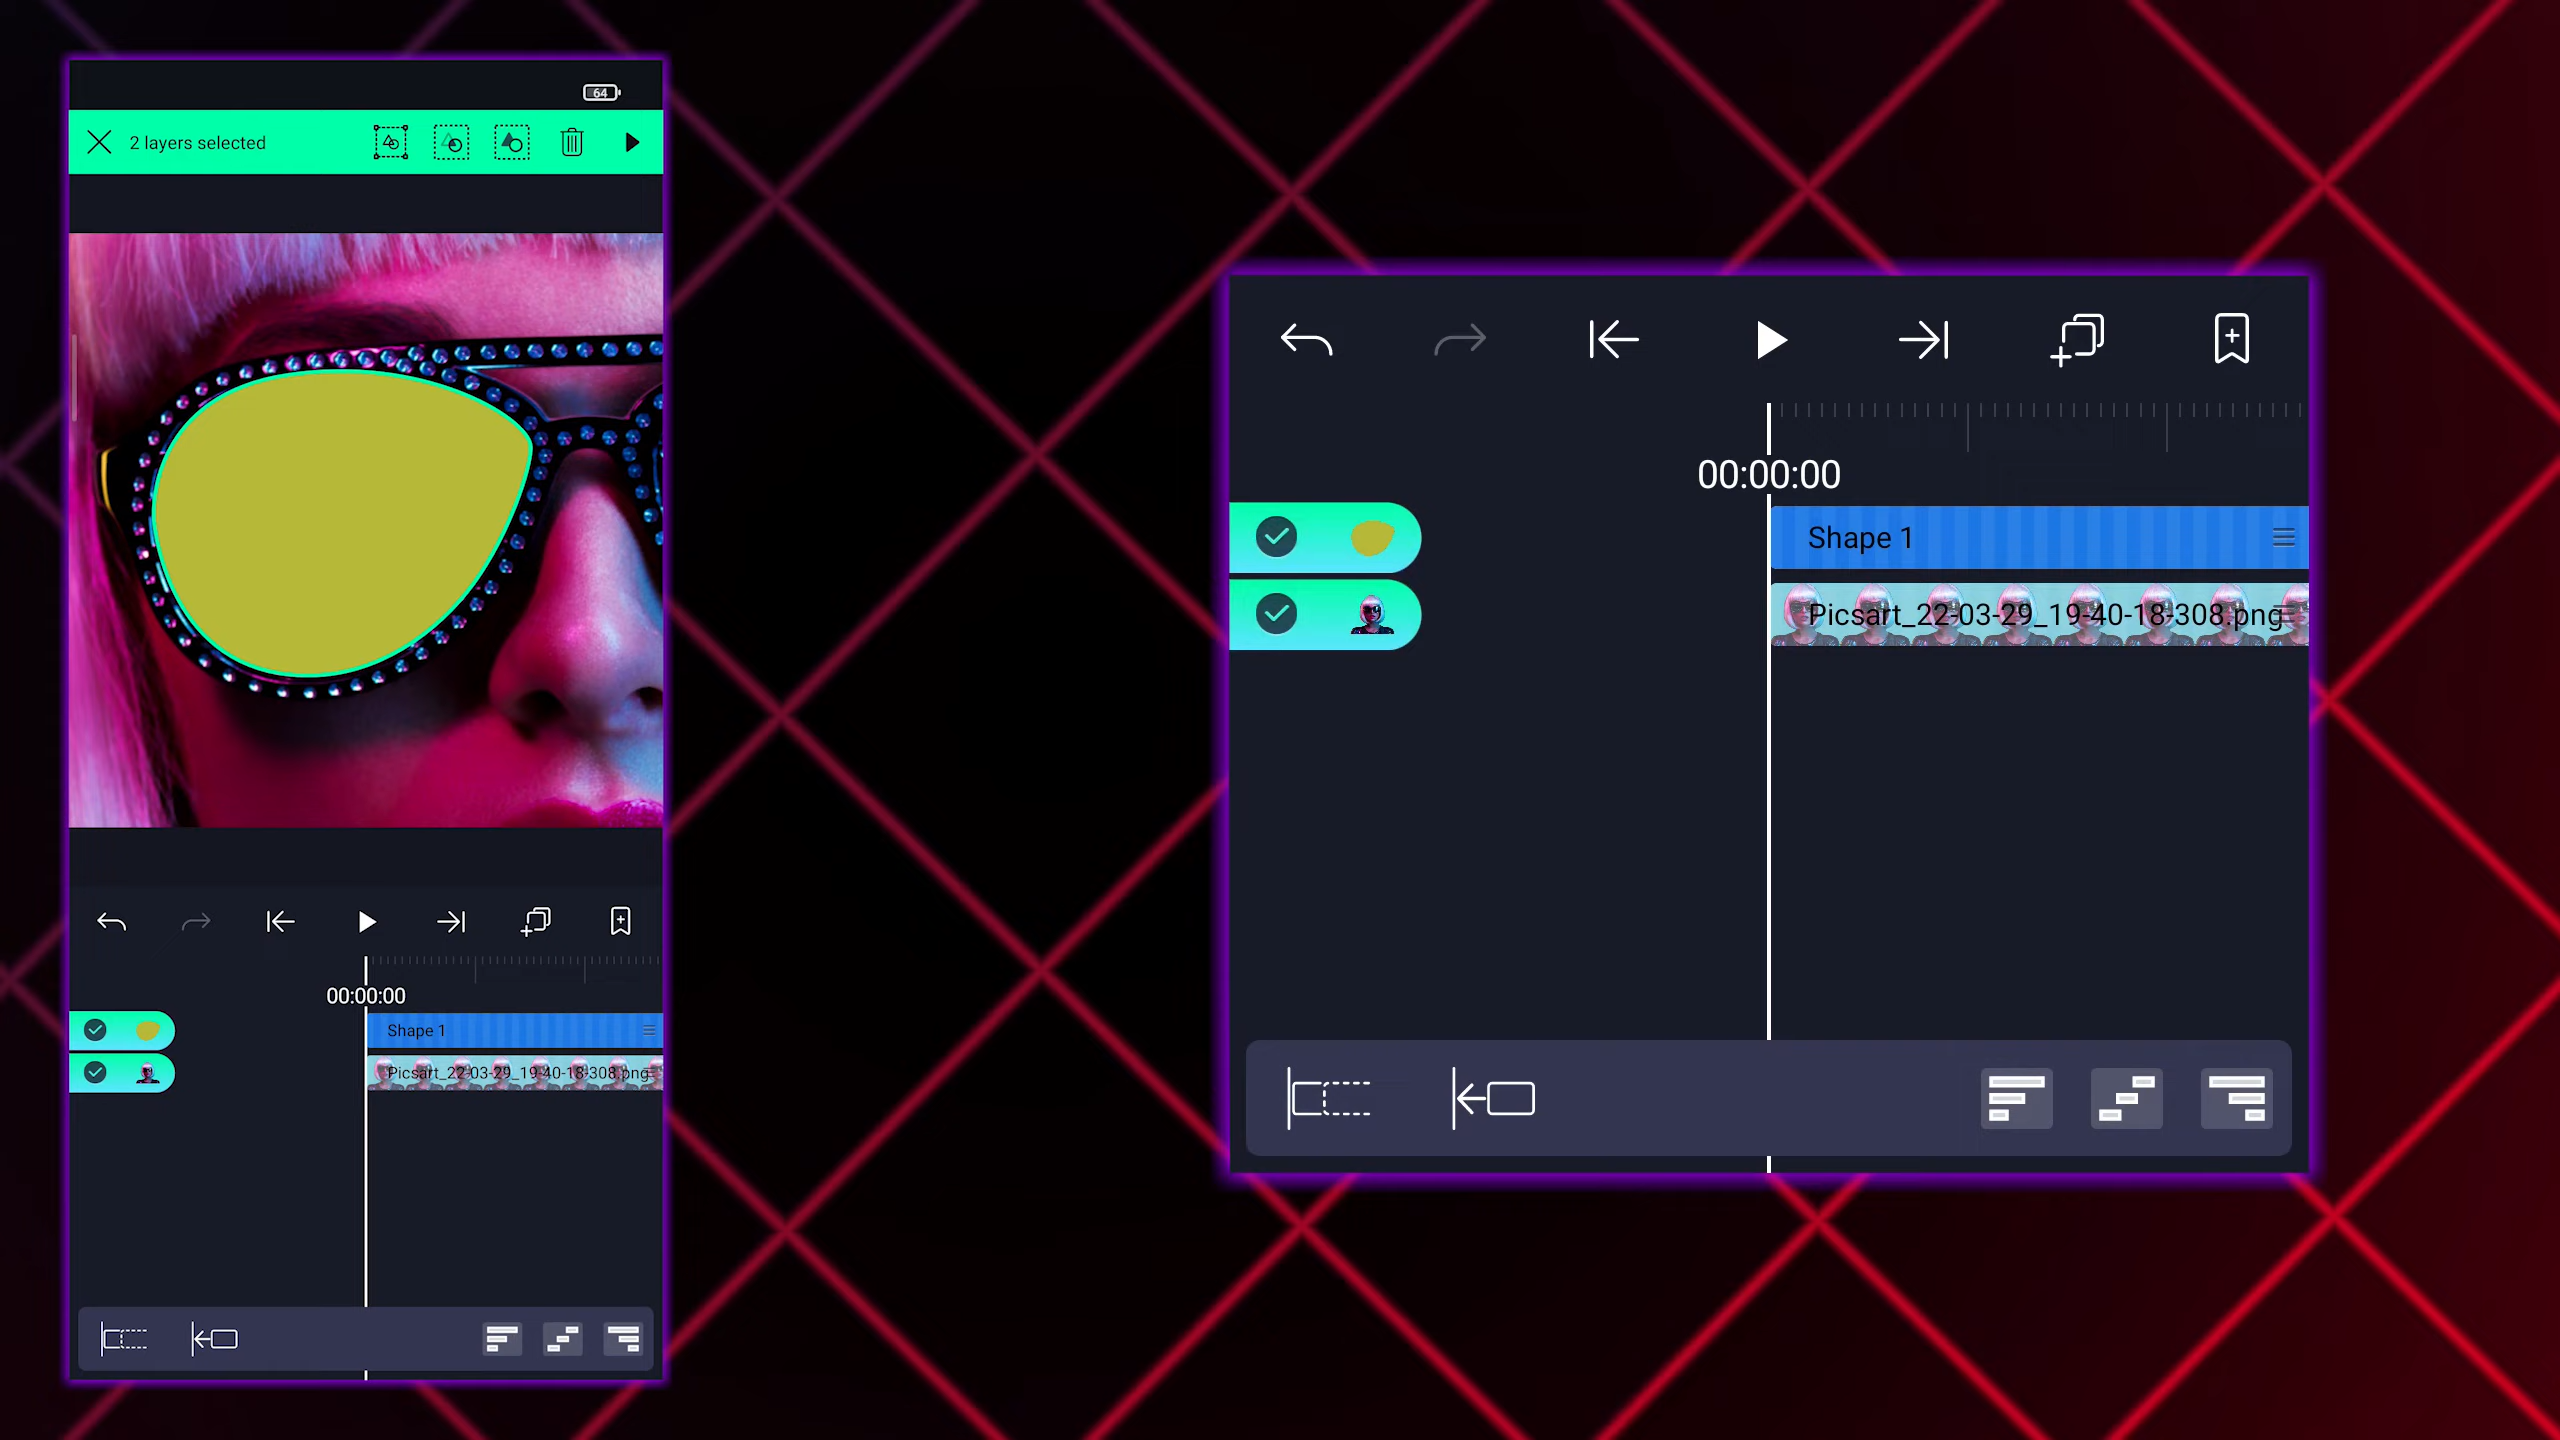 64
2 layers selected
00:00:00
Shape 1
Picsart_22-03-29_19-40-18-308.png
00:00:00
Shape 1
Picsart_22-03-29_19-40-18-308.png